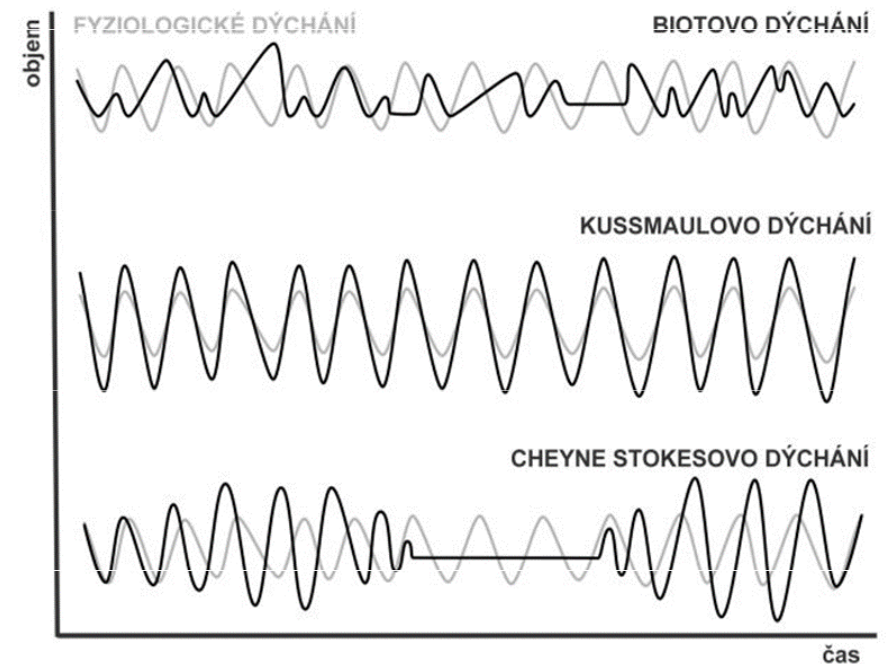 objem
FYZIOLOGICKÉ DÝCHÁNÍ
BIOTOVO DÝCHÁNÍ
KUSSMAULOVO DÝCHÁNÍ
CHEYNE STOKESOVO DÝCHÁNÍ
čas